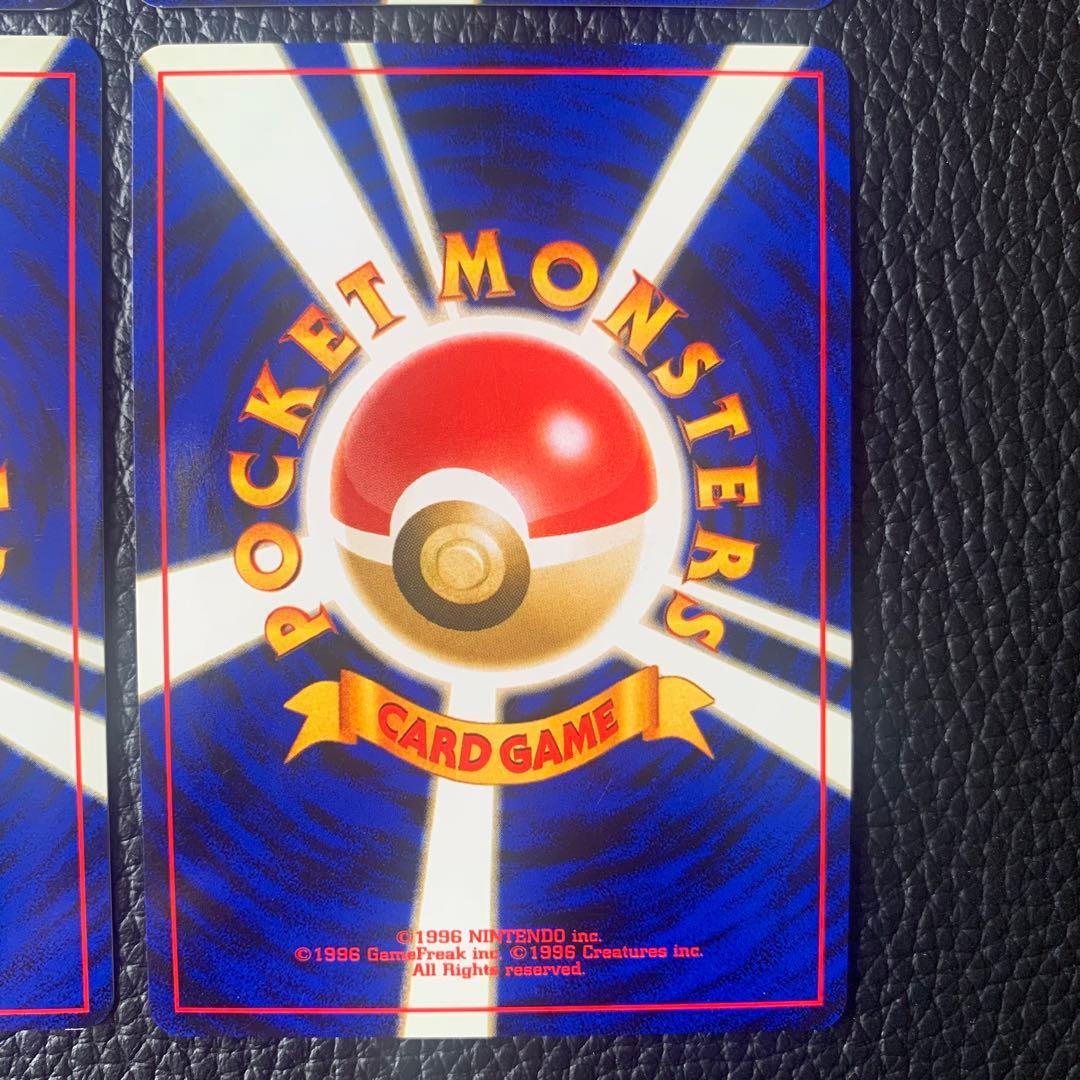 POCKET MONSTERS
CARD GAME
©1996 NINTENDO inc.
©1996 GameFreak inc. ©1996 Creatures inc.
All Rights reserved.